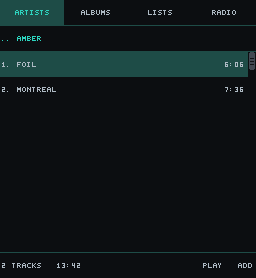 ARTISTS ALBUMS LISTS RADIO
.. AMBER
1. FOIL 6:06
2. MONTREAL 7:36
2 TRACKS 13:42 PLAY ADD